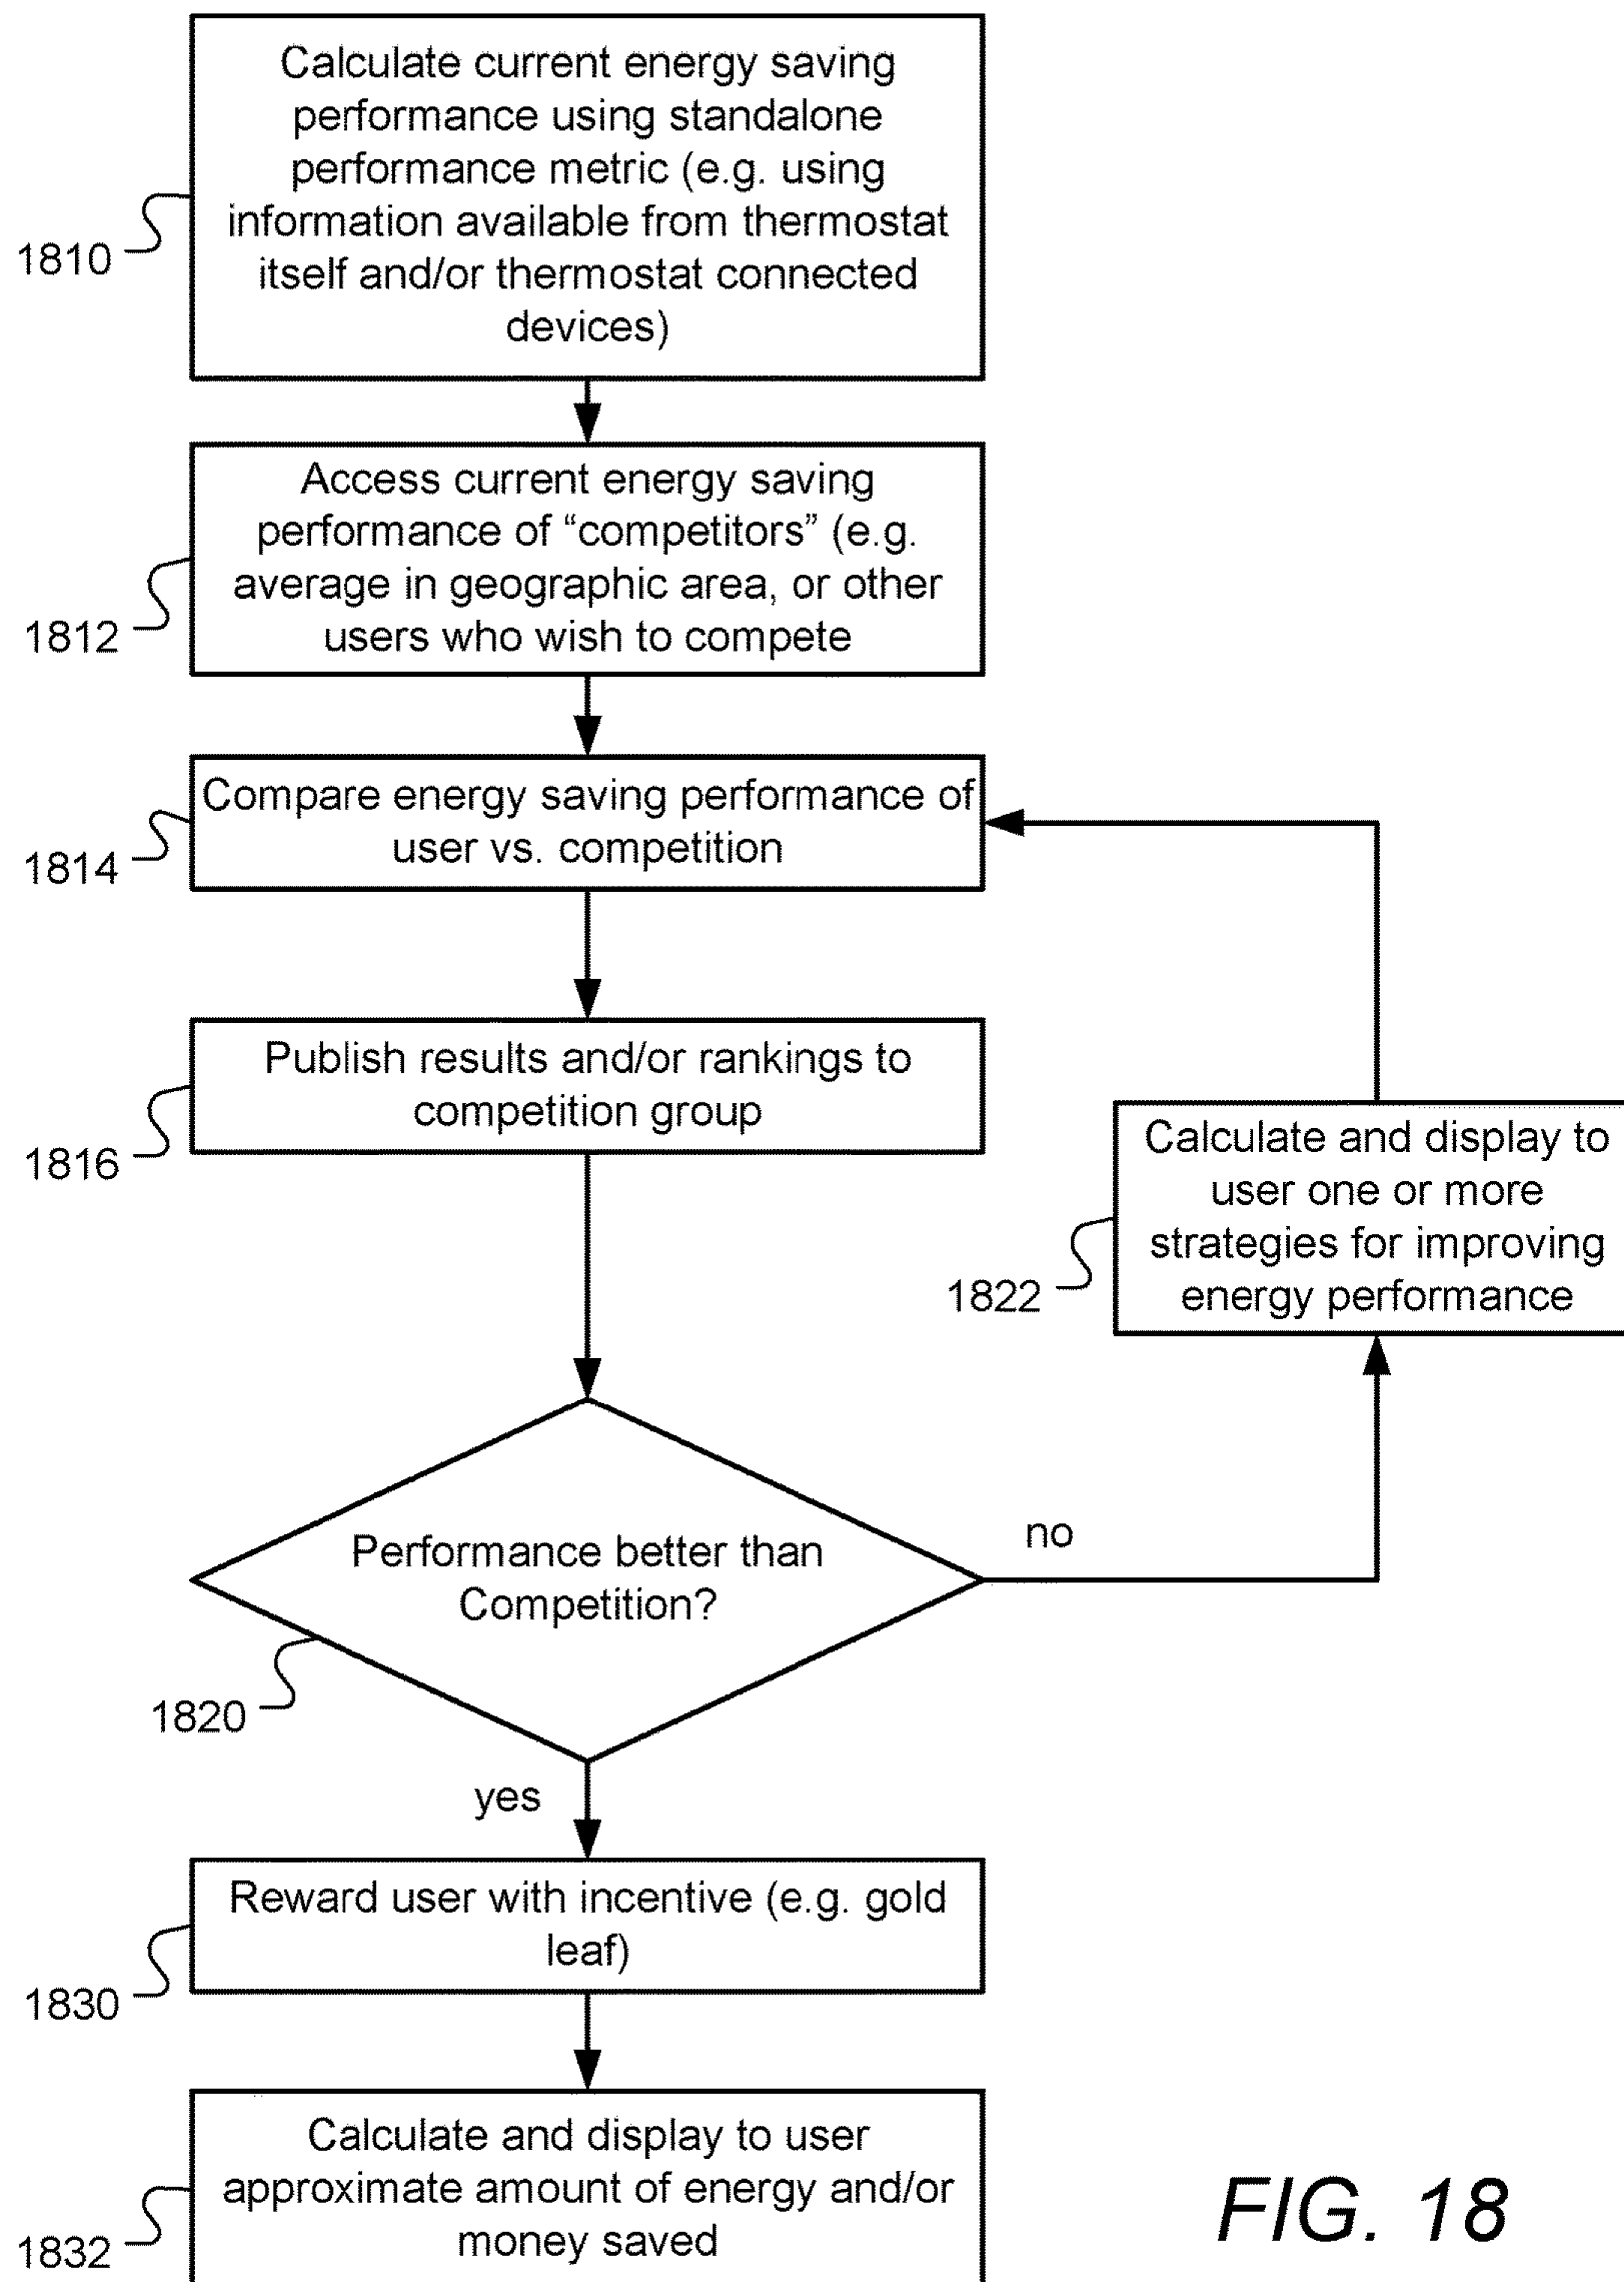 Calculate current energy saving
performance using standalone
performance metric (e.g. using
information available from thermostat
itself and/or thermostat connected
devices)
1810
Access current energy saving
performance of “competitors” (e.g.
average in geographic area, or other
users who wish to compete
1812
Compare energy saving performance of
user vs. competition
1814
Publish results and/or rankings to
competition group
1816
Calculate and display to
user one or more
strategies for improving
energy performance
1822
Performance better than
Competition?
no
1820
yes
Reward user with incentive (e.g. gold
leaf)
1830
Calculate and display to user
approximate amount of energy and/or
money saved
1832
FIG. 18